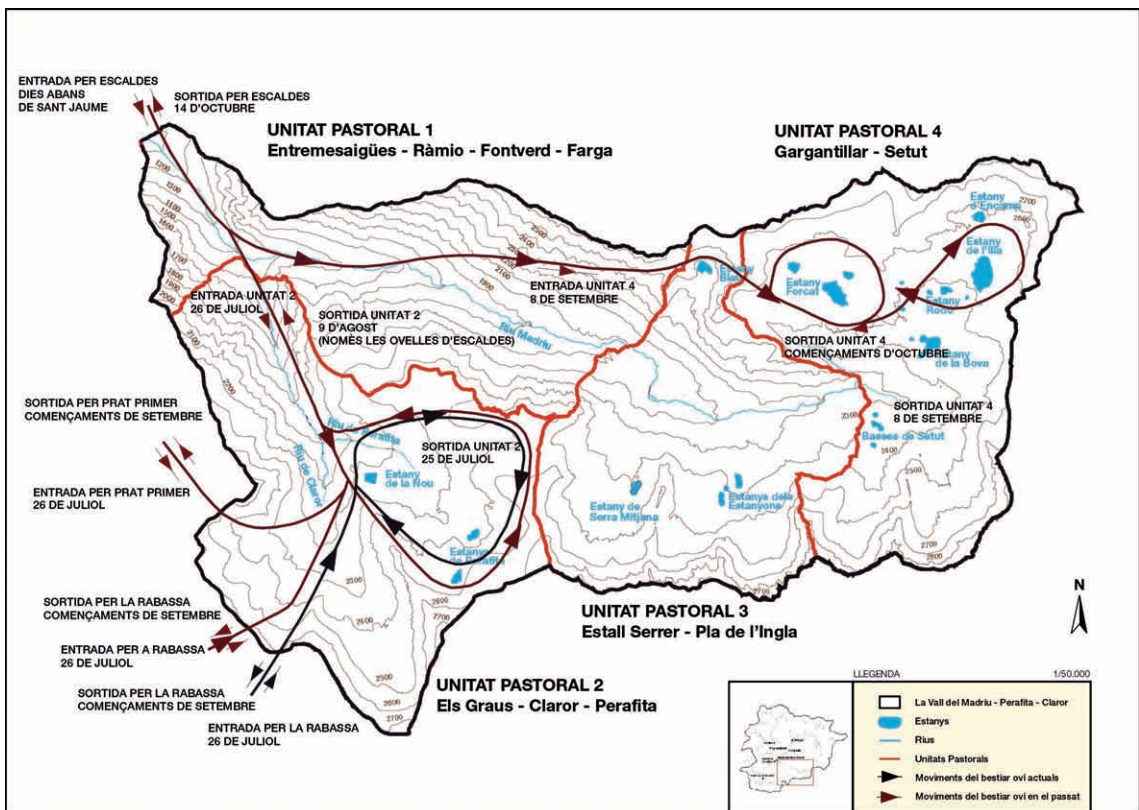 ENTRADA PER ESCALDES
DIES ABANS
DE SANT JAUME
SORTIDA PER ESCALDES
14 D'OCTUBRE
UNITAT PASTORAL 1
Entremesaigües - Ràmio - Fontverd - Farga
UNITAT PASTORAL 4
Gargantillar - Setut
Estany
d'Encamp
2700
2600
Estany
de l'Illa
Estany
Blau
Estany
Forcat
Estany
Rodó
Estany
de la Bova
ENTRADA UNITAT 2
26 DE JULIOL
SORTIDA UNITAT 2
9 D'AGOST
(NOMÈS LES OVELLES D'ESCALDES)
ENTRADA UNITAT 4
8 DE SETEMBRE
Riu Madriu
SORTIDA UNITAT 4
COMENÇAMENTS D'OCTUBRE
SORTIDA UNITAT 4
8 DE SETEMBRE
Basses de Setut
SORTIDA PER PRAT PRIMER
COMENÇAMENTS DE SETEMBRE
ENTRADA PER PRAT PRIMER
26 DE JULIOL
Riu de Perafita
Riu de Claror
SORTIDA UNITAT 2
25 DE JULIOL
Estany
de la Nou
Estanys
de Perafita
Estany de
Serra Mitjana
Estanys dels
Estanyons
SORTIDA PER LA RABASSA
COMENÇAMENTS DE SETEMBRE
ENTRADA PER A RABASSA
26 DE JULIOL
SORTIDA PER LA RABASSA
COMENÇAMENTS DE SETEMBRE
ENTRADA PER LA RABASSA
26 DE JULIOL
2600
2700
2500
2600
2700
UNITAT PASTORAL 3
Estall Serrer - Pla de l'Ingla
UNITAT PASTORAL 2
Els Graus - Claror - Perafita
N
LLEGENDA
1/50.000
La Vall del Madriu - Perafita - Claror
Estanys
Rius
Unitats Pastorals
Moviments del bestiar oví actuals
Moviments del bestiar oví en el passat